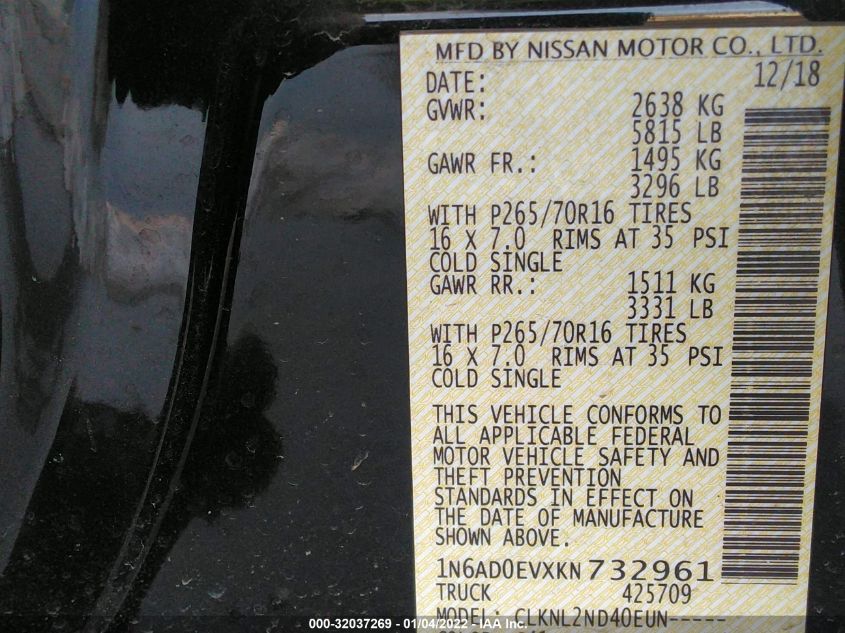 MFD BY NISSAN MOTOR CO., LTD.
DATE: 12/18
GVWR: 2638 KG
5815 LB
GAWR FR.: 1495 KG
3296 LB
WITH P265/70R16 TIRES
16 X 7.0 RIMS AT 35 PSI
COLD SINGLE
GAWR RR.: 1511 KG
3331 LB
WITH P265/70R16 TIRES
16 X 7.0 RIMS AT 35 PSI
COLD SINGLE
THIS VEHICLE CONFORMS TO
ALL APPLICABLE FEDERAL
MOTOR VEHICLE SAFETY AND
THEFT PREVENTION
STANDARDS IN EFFECT ON
THE DATE OF MANUFACTURE
SHOWN ABOVE.
1N6AD0EVXKN732961
TRUCK 425709
MODEL: CLKNL2ND40EUN-----
000-32037269 - 01/04/2022 - IAA Inc.